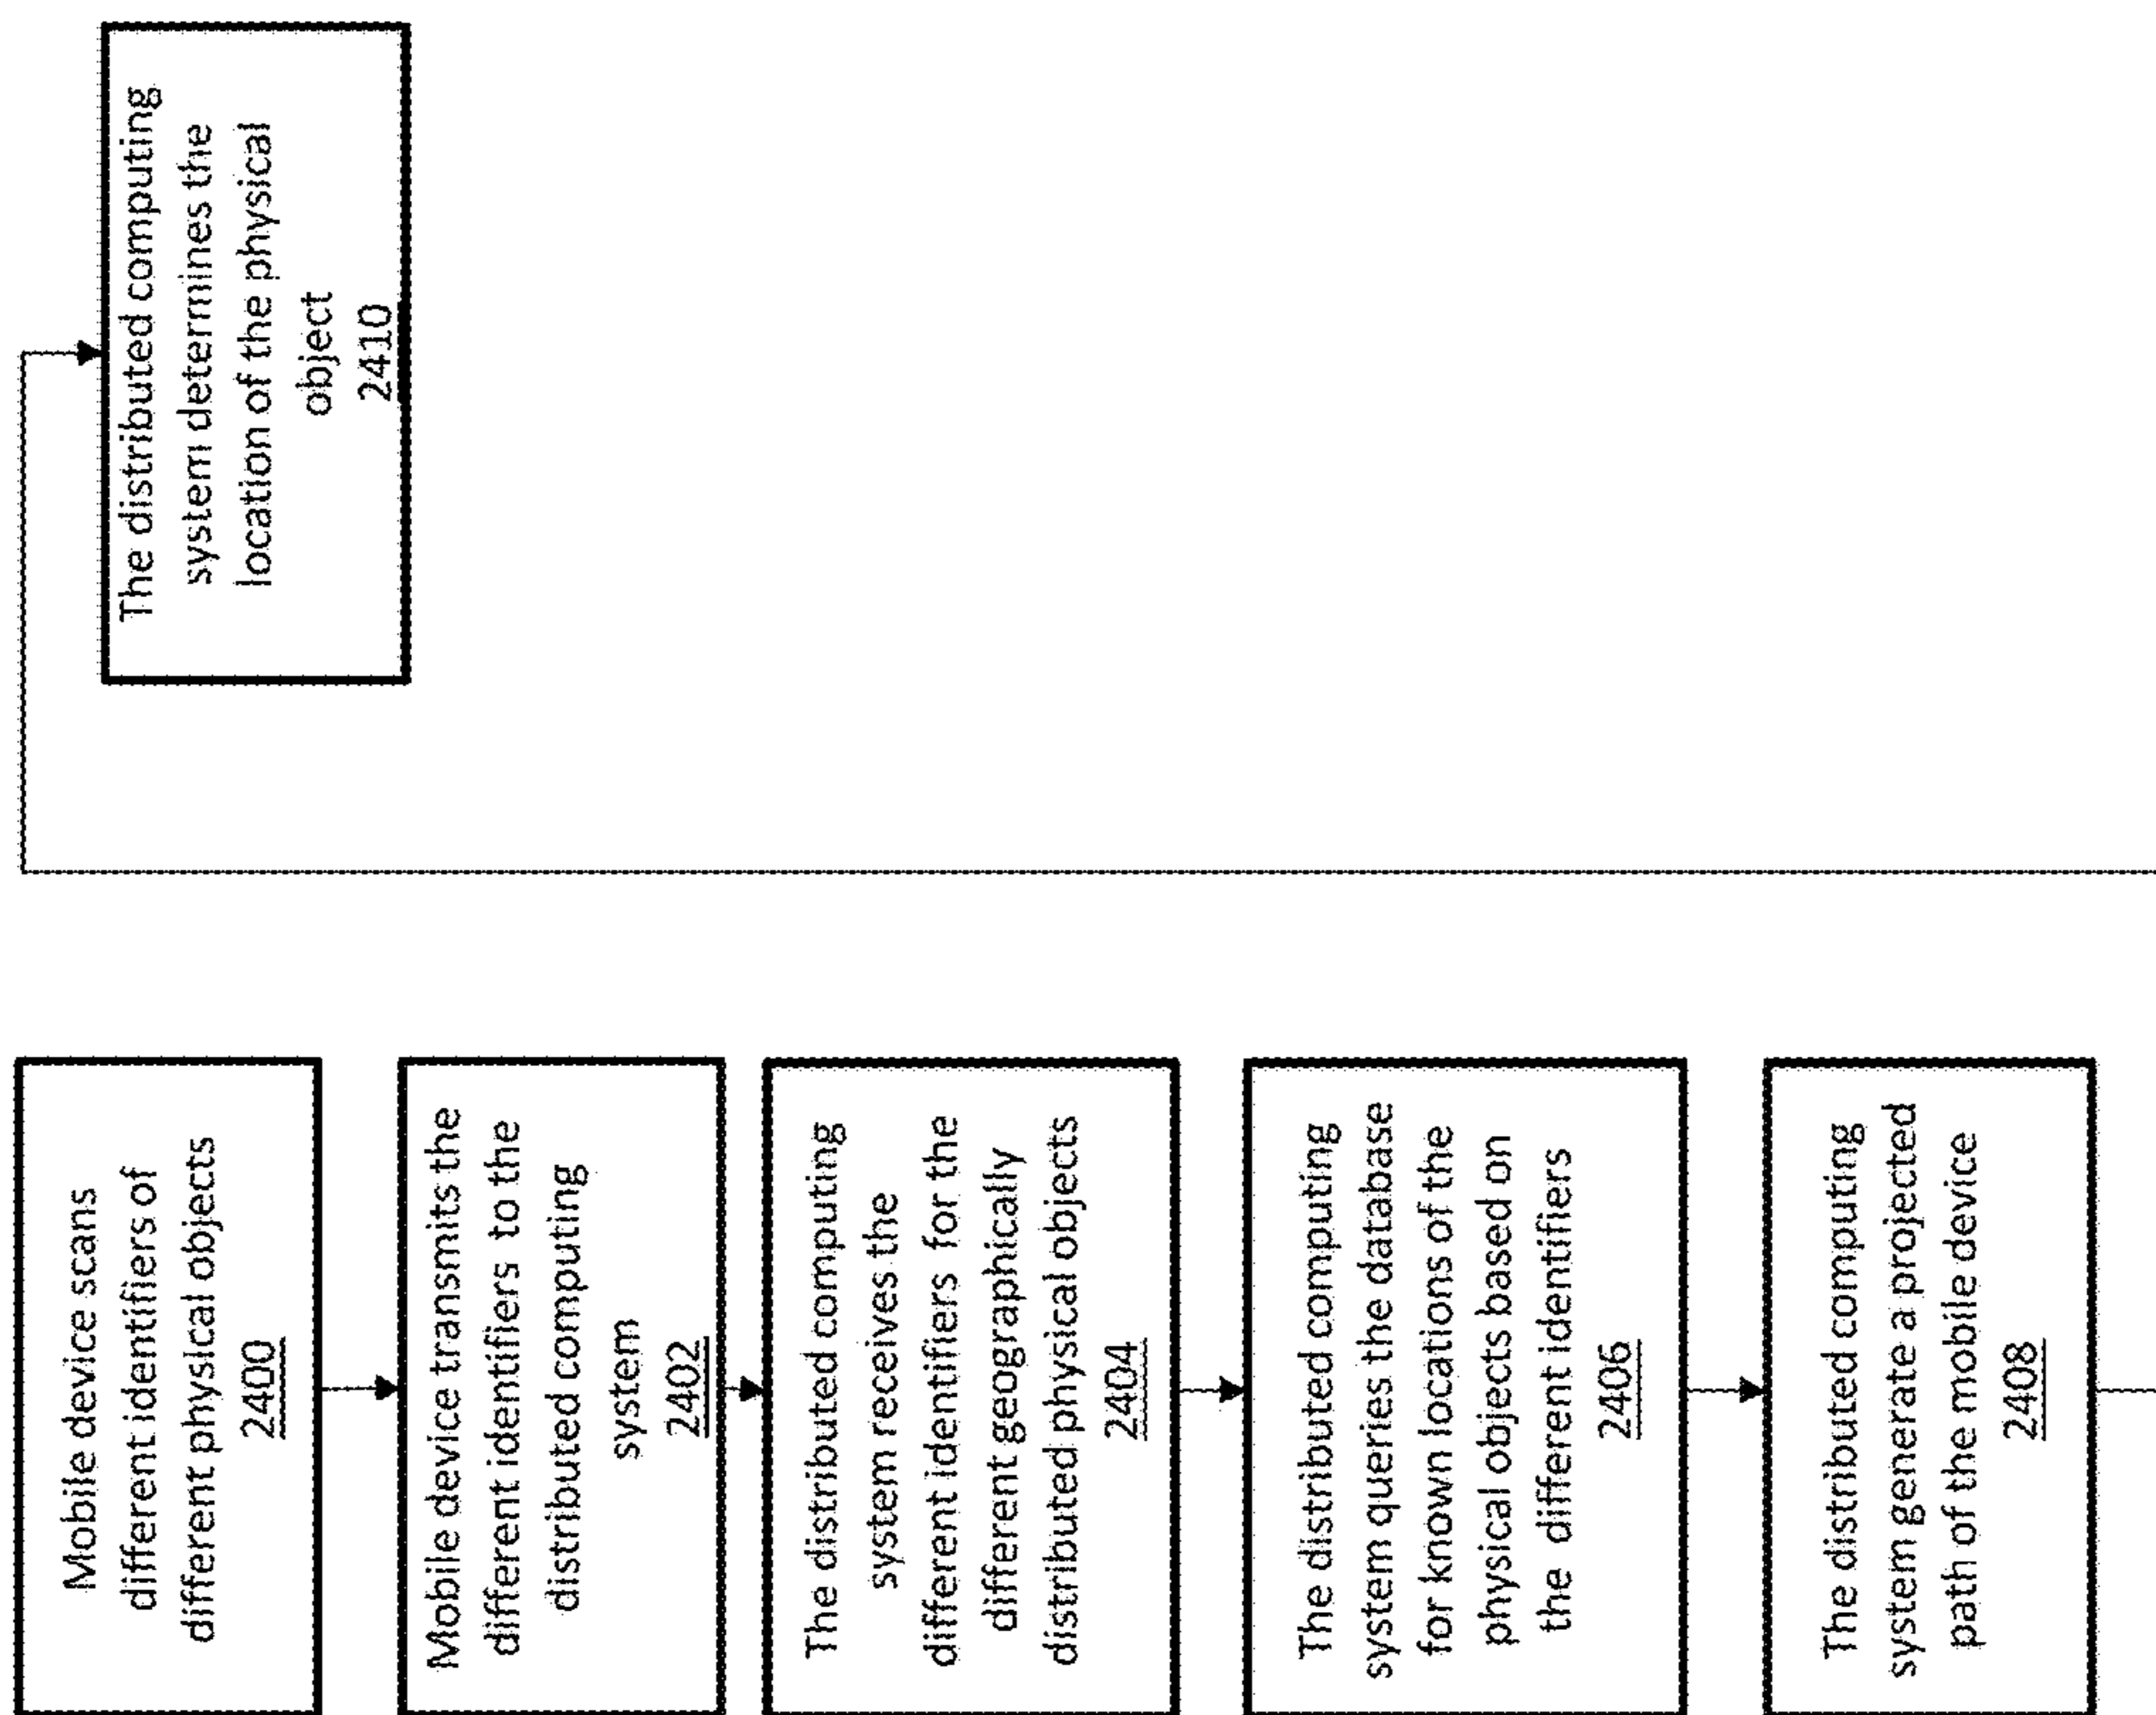 Mobile device scans
different identifiers of
different physical objects
2400
Mobile device transmits the
different identifiers to the
distributed computing
system
2402
The distributed computing
system receives the
different identifiers for the
different geographically
distributed physical objects
2404
The distributed computing
system queries the database
for known locations of the
physical objects based on
the different identifiers
2406
The distributed computing
system generate a projected
path of the mobile device
2408
The distributed computing
system determines the
location of the physical
object
2410